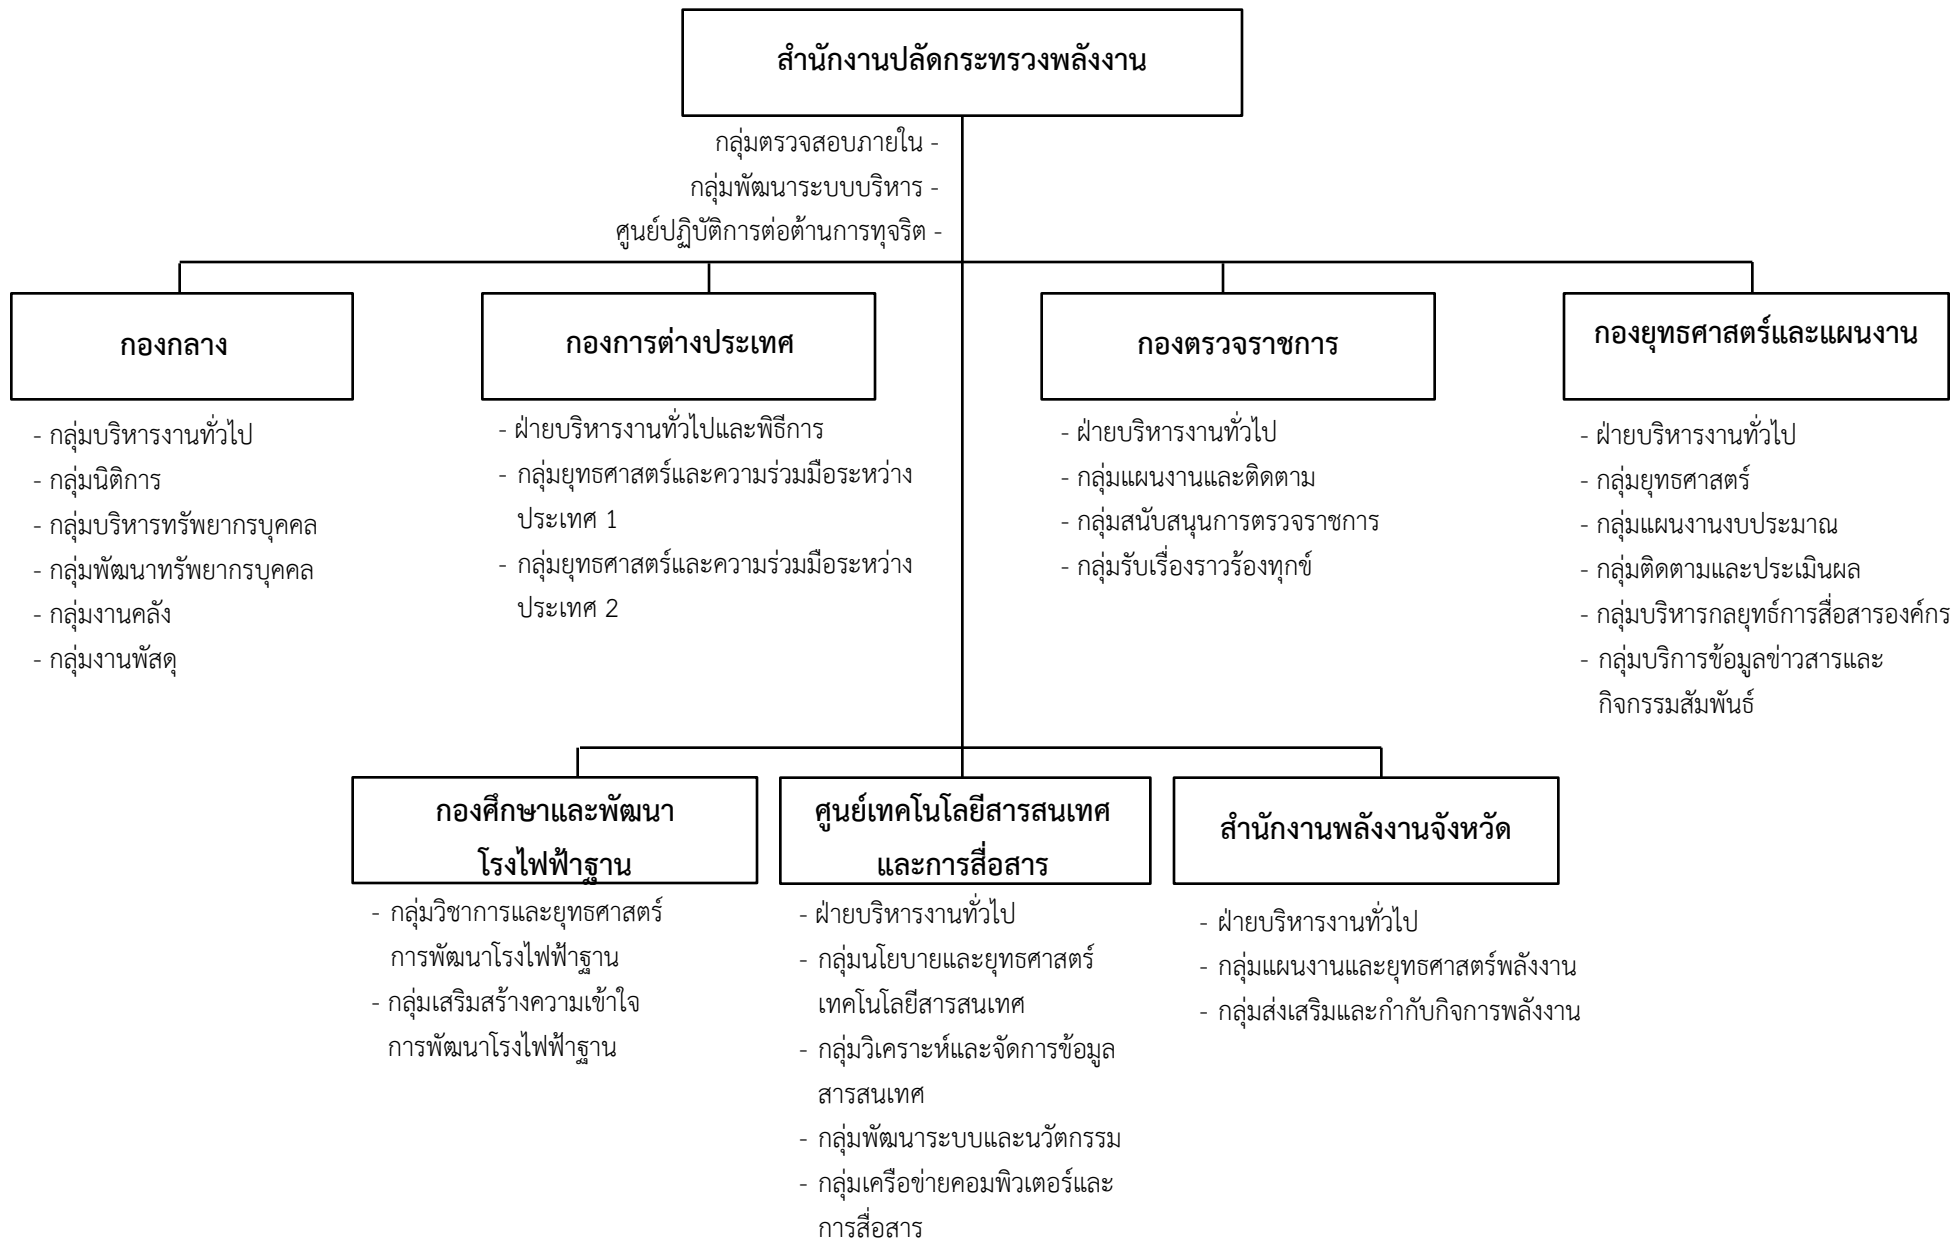 สำนักงานปลัดกระทรวงพลังงาน
กลุ่มตรวจสอบภายใน -
กลุ่มพัฒนาระบบบริหาร -
ศูนย์ปฏิบัติการต่อต้านการทุจริต -
กองกลาง
- กลุ่มบริหารงานทั่วไป
- กลุ่มนิติการ
- กลุ่มบริหารทรัพยากรบุคคล
- กลุ่มพัฒนาทรัพยากรบุคคล
- กลุ่มงานคลัง
- กลุ่มงานพัสดุ
กองการต่างประเทศ
- ฝ่ายบริหารงานทั่วไปและพิธีการ
- กลุ่มยุทธศาสตร์และความร่วมมือระหว่าง
ประเทศ 1
- กลุ่มยุทธศาสตร์และความร่วมมือระหว่าง
ประเทศ 2
กองตรวจราชการ
- ฝ่ายบริหารงานทั่วไป
- กลุ่มแผนงานและติดตาม
- กลุ่มสนับสนุนการตรวจราชการ
- กลุ่มรับเรื่องราวร้องทุกข์
กองยุทธศาสตร์และแผนงาน
- ฝ่ายบริหารงานทั่วไป
- กลุ่มยุทธศาสตร์
- กลุ่มแผนงานงบประมาณ
- กลุ่มติดตามและประเมินผล
- กลุ่มบริหารกลยุทธ์การสื่อสารองค์กร
- กลุ่มบริการข้อมูลข่าวสารและ
กิจกรรมสัมพันธ์
กองศึกษาและพัฒนา
โรงไฟฟ้าฐาน
- กลุ่มวิชาการและยุทธศาสตร์
การพัฒนาโรงไฟฟ้าฐาน
- กลุ่มเสริมสร้างความเข้าใจ
การพัฒนาโรงไฟฟ้าฐาน
ศูนย์เทคโนโลยีสารสนเทศ
และการสื่อสาร
- ฝ่ายบริหารงานทั่วไป
- กลุ่มนโยบายและยุทธศาสตร์
เทคโนโลยีสารสนเทศ
- กลุ่มวิเคราะห์และจัดการข้อมูล
สารสนเทศ
- กลุ่มพัฒนาระบบและนวัตกรรม
- กลุ่มเครือข่ายคอมพิวเตอร์และ
การสื่อสาร
สำนักงานพลังงานจังหวัด
- ฝ่ายบริหารงานทั่วไป
- กลุ่มแผนงานและยุทธศาสตร์พลังงาน
- กลุ่มส่งเสริมและกำกับกิจการพลังงาน